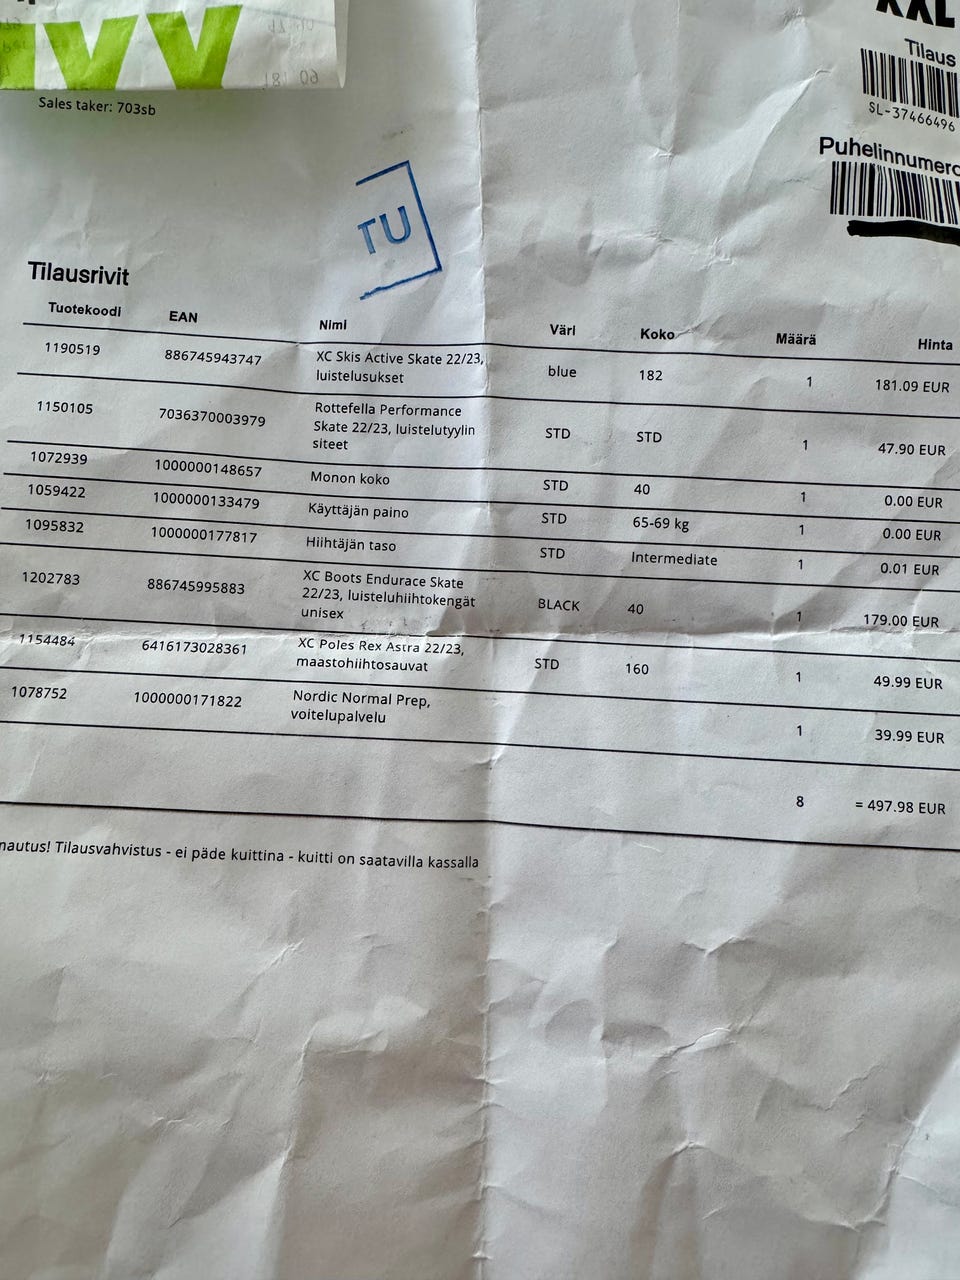 XXL
Tilaus
SL-37466496
Puhelinnumero
Sales taker: 703sb
TU
Tilausrivit
Tuotekoodi EAN Nimi Väri Koko Määrä Hinta
1190519 886745943747 XC Skis Active Skate 22/23, blue 182 1 181.09 EUR
luistelusukset
1150105 7036370003979 Rottefella Performance STD STD 1 47.90 EUR
Skate 22/23, luistelutyylin
siteet
1072939 1000000148657 Monon koko STD 40 1 0.00 EUR
1059422 1000000133479 Käyttäjän paino STD 65-69 kg 1 0.00 EUR
1095832 1000000177817 Hiihtäjän taso STD Intermediate 1 0.01 EUR
1202783 886745995883 XC Boots Endurace Skate BLACK 40 1 179.00 EUR
22/23, luisteluhiihtokengät
unisex
1154484 6416173028361 XC Poles Rex Astra 22/23, STD 160 1 49.99 EUR
maastohiihtosauvat
1078752 1000000171822 Nordic Normal Prep, 1 39.99 EUR
voitelupalvelu
8 = 497.98 EUR
nautus! Tilausvahvistus - ei päde kuittina - kuitti on saatavilla kassalla